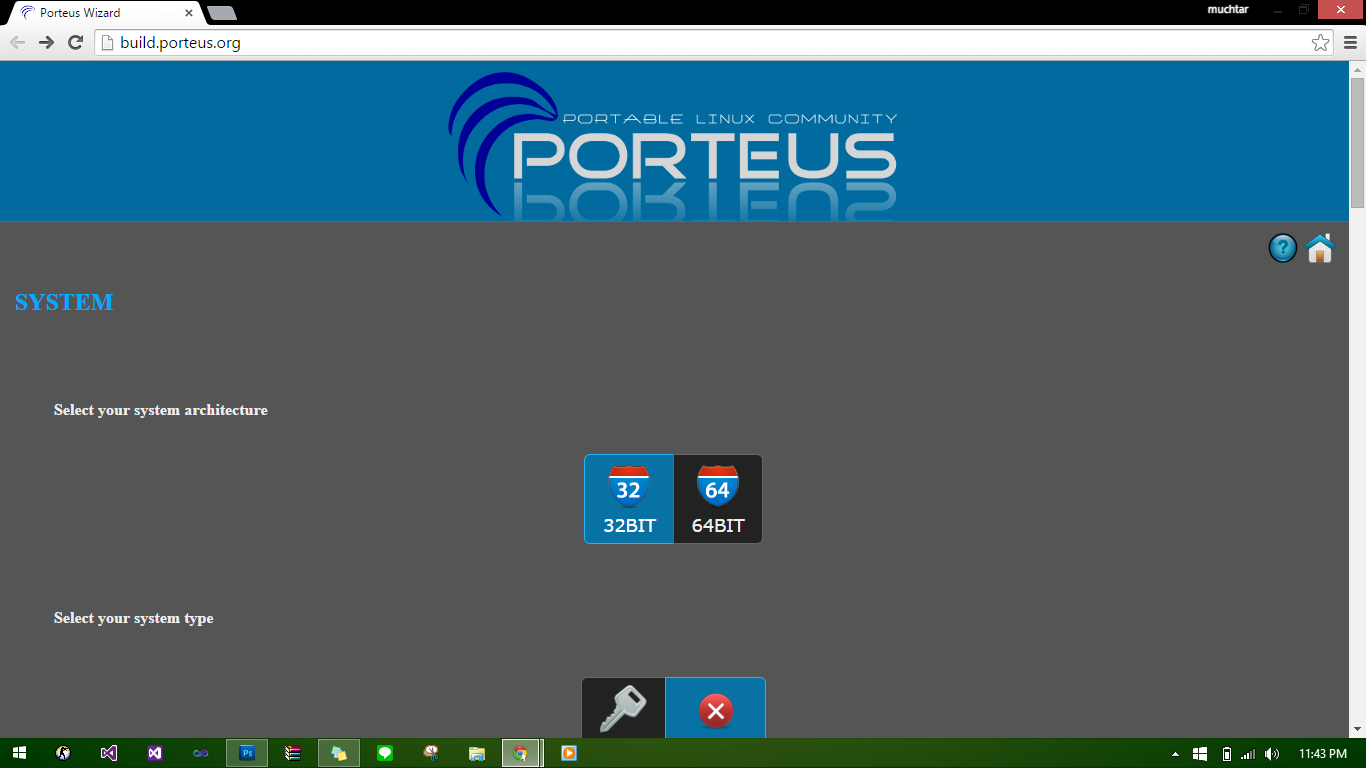 Porteus Wizard
muchtar
build.porteus.org
PORTABLE LINUX COMMUNITY
PORTEUS
?
SYSTEM
Select your system architecture
32 64
32BIT 64BIT
Select your system type
Ps
11:43 PM